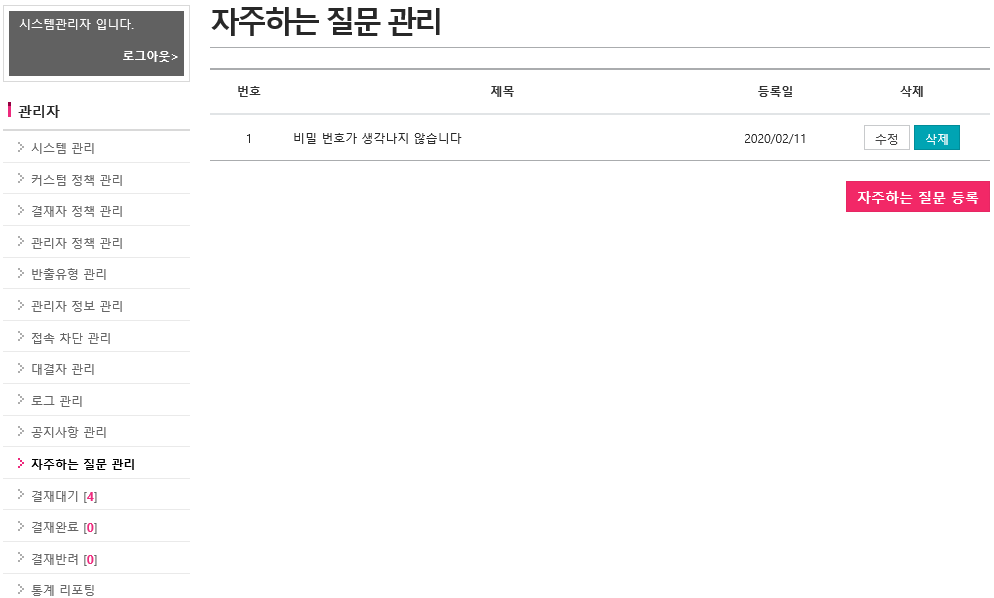 시스템관리자 입니다.
로그아웃>
관리자
시스템 관리
커스텀 정책 관리
결재자 정책 관리
관리자 정책 관리
반출유형 관리
관리자 정보 관리
접속 차단 관리
대결자 관리
로그 관리
공지사항 관리
자주하는 질문 관리
결재대기 [4]
결재완료 [0]
결재반려 [0]
통계 리포팅
자주하는 질문 관리
번호 제목 등록일 삭제
1 비밀 번호가 생각나지 않습니다 2020/02/11 수정 삭제
자주하는 질문 등록